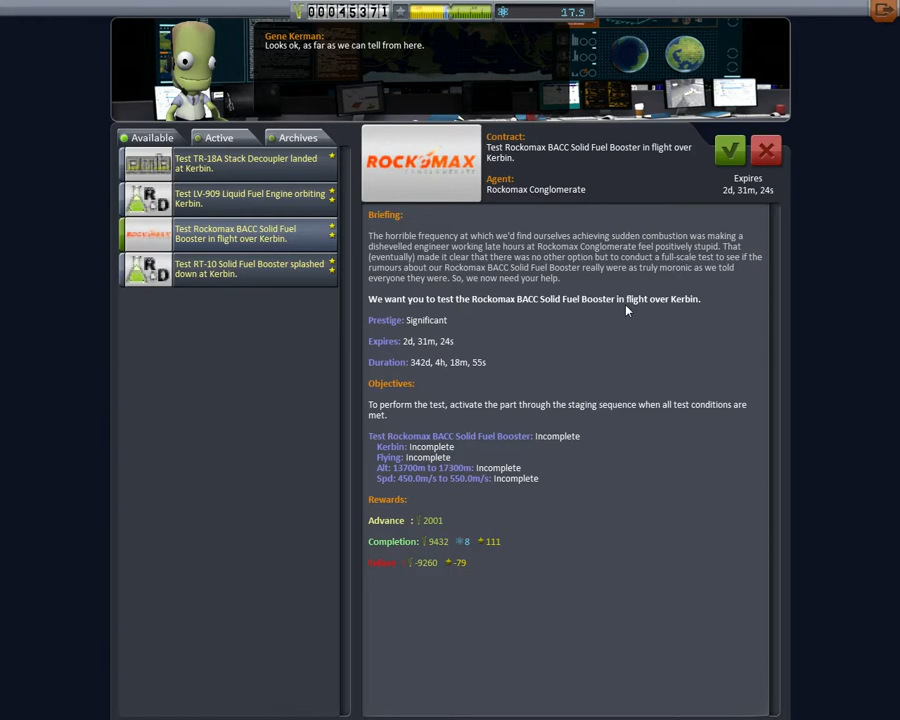 00045371
17.9
Gene Kerman:
Looks ok, as far as we can tell from here.
Available
Active
Archives
Test TR-18A Stack Decoupler landed
at Kerbin.
R D
Test LV-909 Liquid Fuel Engine orbiting
Kerbin.
ROCKOMAX
Test Rockomax BACC Solid Fuel
Booster in flight over Kerbin.
R D
Test RT-10 Solid Fuel Booster splashed
down at Kerbin.
ROCKOMAX
CONGLOMERATE
Contract:
Test Rockomax BACC Solid Fuel Booster in flight over
Kerbin.
Agent:
Rockomax Conglomerate
Expires
2d, 31m, 24s
Briefing:
The horrible frequency at which we'd find ourselves achieving sudden combustion was making a
dishevelled engineer working late hours at Rockomax Conglomerate feel positively stupid. That
(eventually) made it clear that there was no other option but to conduct a full-scale test to see if the
rumours about our Rockomax BACC Solid Fuel Booster really were as truly moronic as we told
everyone they were. So, we now need your help.
We want you to test the Rockomax BACC Solid Fuel Booster in flight over Kerbin.
Prestige: Significant
Expires: 2d, 31m, 24s
Duration: 342d, 4h, 18m, 55s
Objectives:
To perform the test, activate the part through the staging sequence when all test conditions are
met.
Test Rockomax BACC Solid Fuel Booster: Incomplete
Kerbin: Incomplete
Flying: Incomplete
Alt: 13700m to 17300m: Incomplete
Spd: 450.0m/s to 550.0m/s: Incomplete
Rewards:
Advance : 2001
Completion: 9432 8 111
Failure : -9260 -79